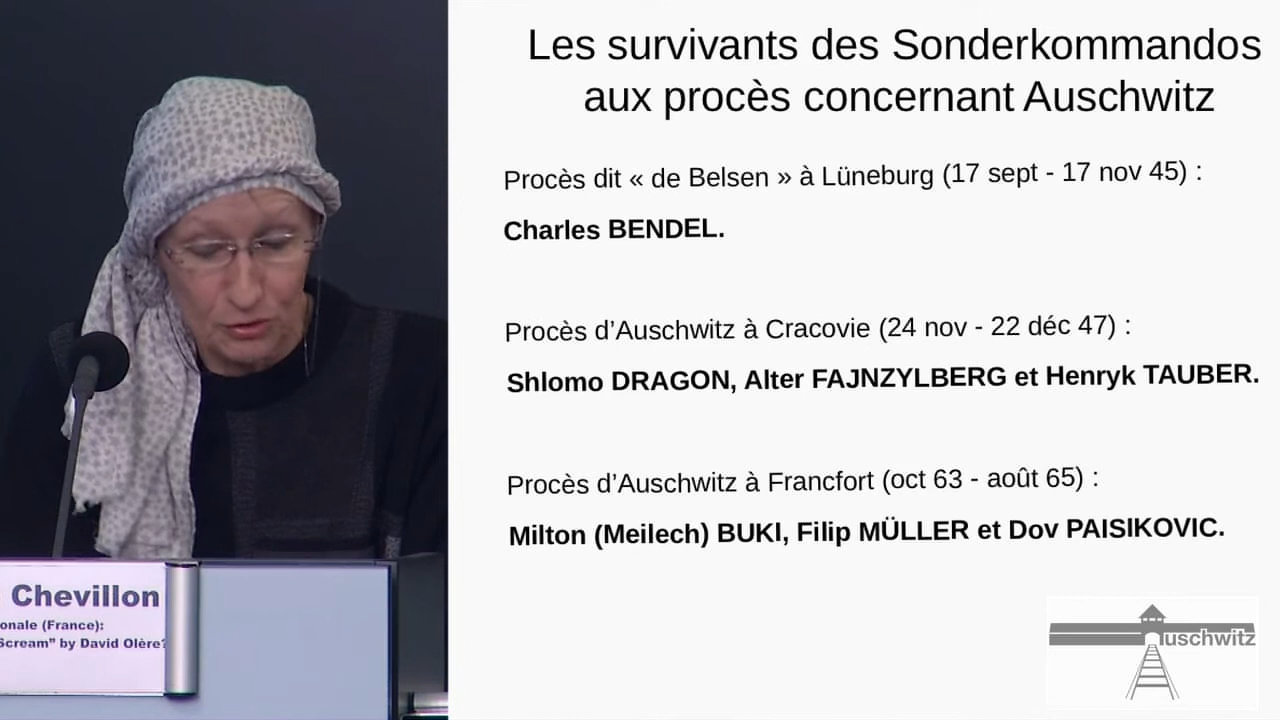 Les survivants des Sonderkommandos
aux procès concernant Auschwitz
Procès dit « de Belsen » à Lüneburg (17 sept - 17 nov 45) :
Charles BENDEL.
Procès d’Auschwitz à Cracovie (24 nov - 22 déc 47) :
Shlomo DRAGON, Alter FAJNZYLBERG et Henryk TAUBER.
Procès d’Auschwitz à Francfort (oct 63 - août 65) :
Milton (Meilech) BUKI, Filip MÜLLER et Dov PAISIKOVIC.
uschwitz
Chevillon
onale (France):
Scream” by David Olère?